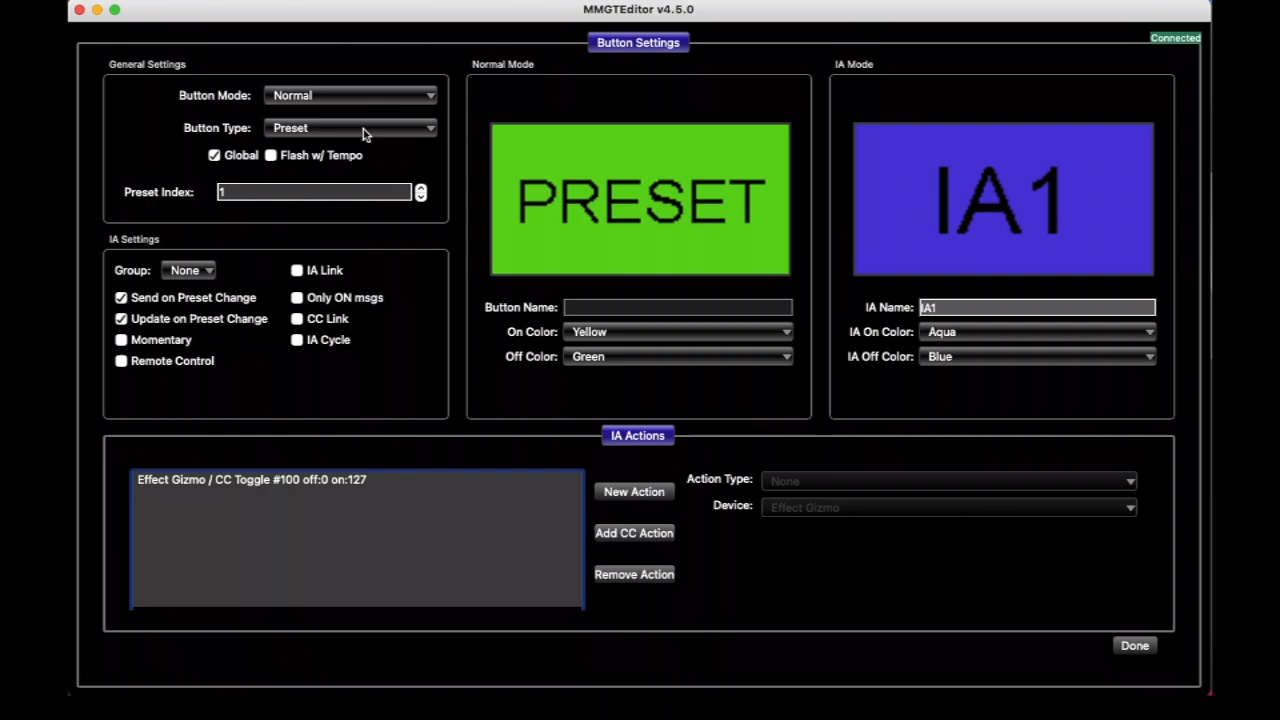 MMGTEditor v4.5.0
Button Settings
Connected
General Settings
Button Mode: Normal
Button Type: Preset
Global Flash w/ Tempo
Preset Index: 1
IA Settings
Group: None IA Link
Send on Preset Change Only ON msgs
Update on Preset Change CC Link
Momentary IA Cycle
Remote Control
Normal Mode
PRESET
Button Name:
On Color: Yellow
Off Color: Green
IA Mode
IA1
IA Name: IA1
IA On Color: Aqua
IA Off Color: Blue
IA Actions
Effect Gizmo / CC Toggle #100 off:0 on:127
New Action
Add CC Action
Remove Action
Action Type: None
Device: Effect Gizmo
Done